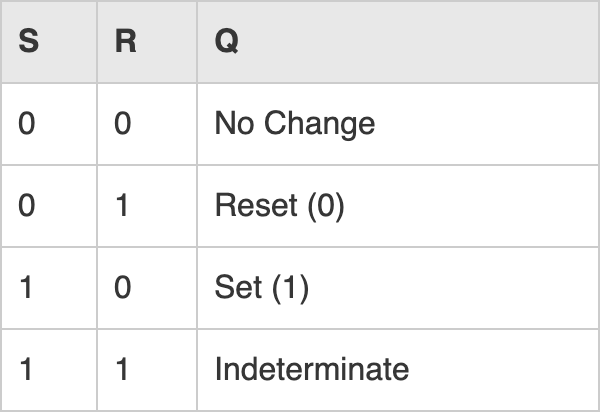 S R Q
0 0 No Change
0 1 Reset (0)
1 0 Set (1)
1 1 Indeterminate